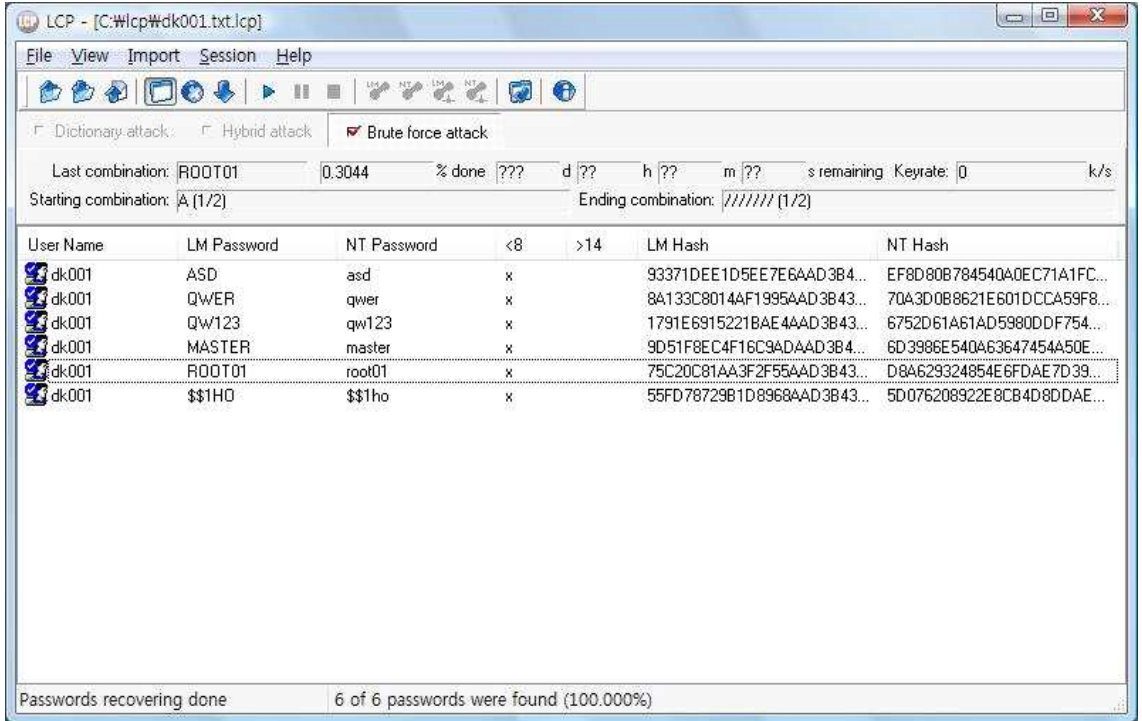 LCP - [C:₩lcp₩dk001.txt.lcp]
File View Import Session Help
Dictionary attack Hybrid attack Brute force attack
Last combination: ROOT01 0.3044 % done ??? d ?? h ?? m ?? s remaining Keyrate: 0 k/s
Starting combination: A (1/2) Ending combination: /////// (1/2)
User Name LM Password NT Password <8 >14 LM Hash NT Hash
dk001 ASD asd x 93371DEE1D5EE7E6AAD3B4... EF8D80B784540A0EC71A1FC...
dk001 QWER qwer x 8A133C8014AF1995AAD3B43... 70A3D0B8621E601DCCA59F8...
dk001 QW123 qw123 x 1791E6915221BAE4AAD3B43... 6752D61A61AD5980DDF754...
dk001 MASTER master x 9D51F8EC4F16C9ADAAD3B4... 6D3986E540A63647454A50E...
dk001 ROOT01 root01 x 75C20C81AA3F2F55AAD3B43... D8A629324854E6FDAE7D39...
dk001 $$1HO $$1ho x 55FD78729B1D8968AAD3B43... 5D076208922E8CB4D8DDAE...
Passwords recovering done 6 of 6 passwords were found (100.000%)